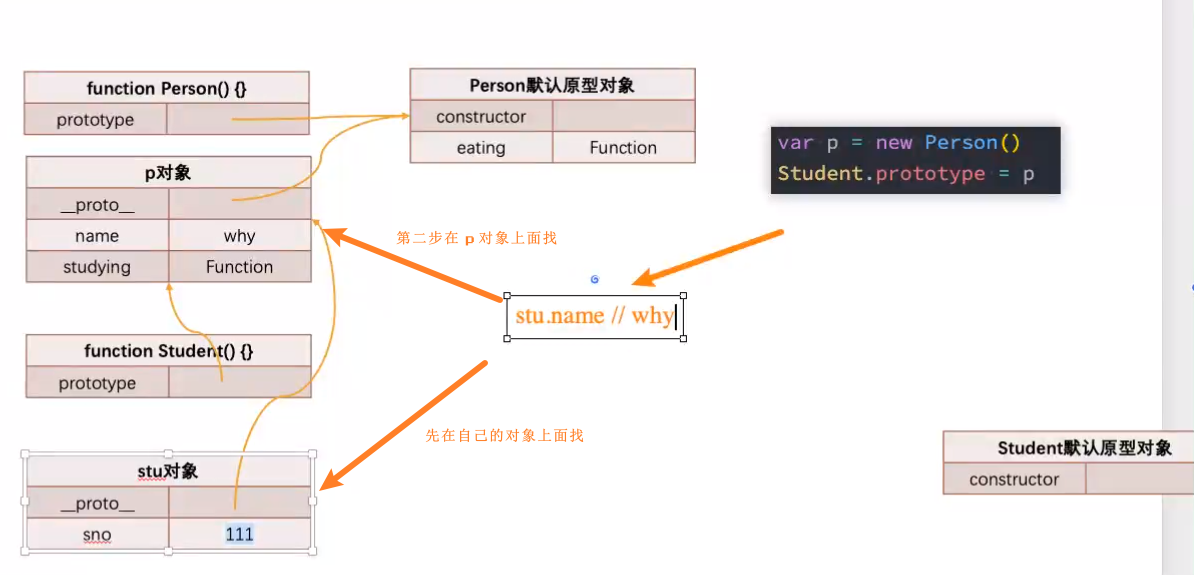 function Person() {}
prototype
Person默认原型对象
constructor
eating Function
var p = new Person()
Student.prototype = p
p对象
__proto__
name why
studying Function
第二步在 p 对象上面找
stu.name // why
function Student() {}
prototype
先在自己的对象上面找
stu对象
__proto__
sno 111
Student默认原型对象
constructor